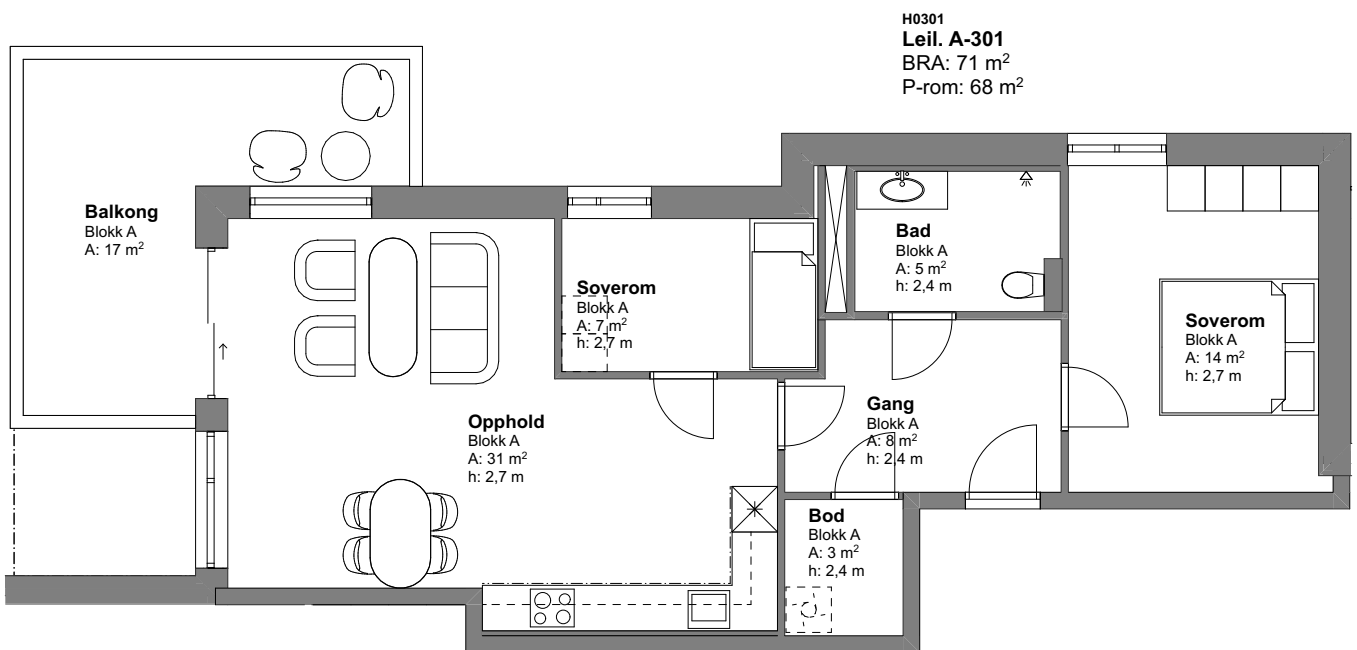 H0301
Leil. A-301
BRA: 71 m²
P-rom: 68 m²
Balkong
Blokk A
A: 17 m²
Soverom
Blokk A
A: 7 m²
h: 2,7 m
Bad
Blokk A
A: 5 m²
h: 2,4 m
Soverom
Blokk A
A: 14 m²
h: 2,7 m
Opphold
Blokk A
A: 31 m²
h: 2,7 m
Gang
Blokk A
A: 8 m²
h: 2,4 m
Bod
Blokk A
A: 3 m²
h: 2,4 m